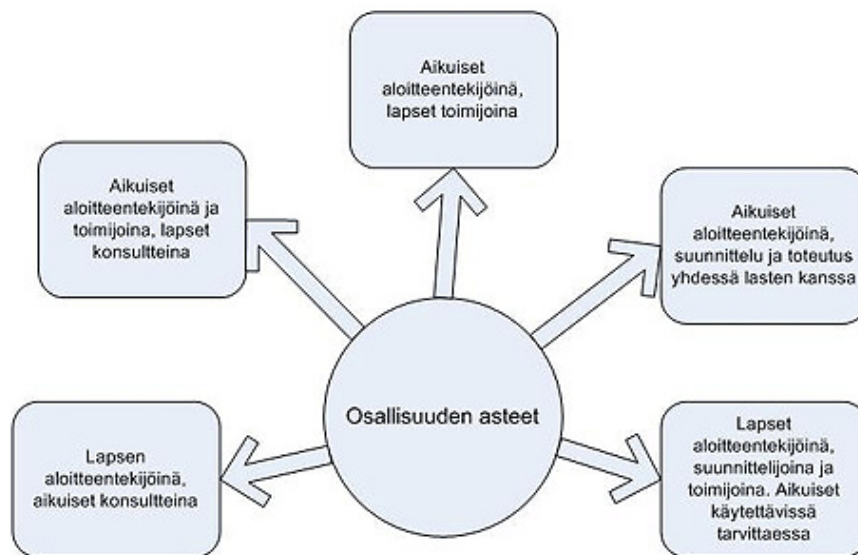 Aikuiset
aloitteentekijöinä,
lapset toimijoina
Aikuiset
aloitteentekijöinä ja
toimijoina, lapset
konsultteina
Aikuiset
aloitteentekijöinä,
suunnittelu ja toteutus
yhdessä lasten kanssa
Osallisuuden asteet
Lapsen
aloitteentekijöinä,
aikuiset konsultteina
Lapset
aloitteentekijöinä,
suunnittelijoina ja
toimijoina. Aikuiset
käytettävissä
tarvittaessa